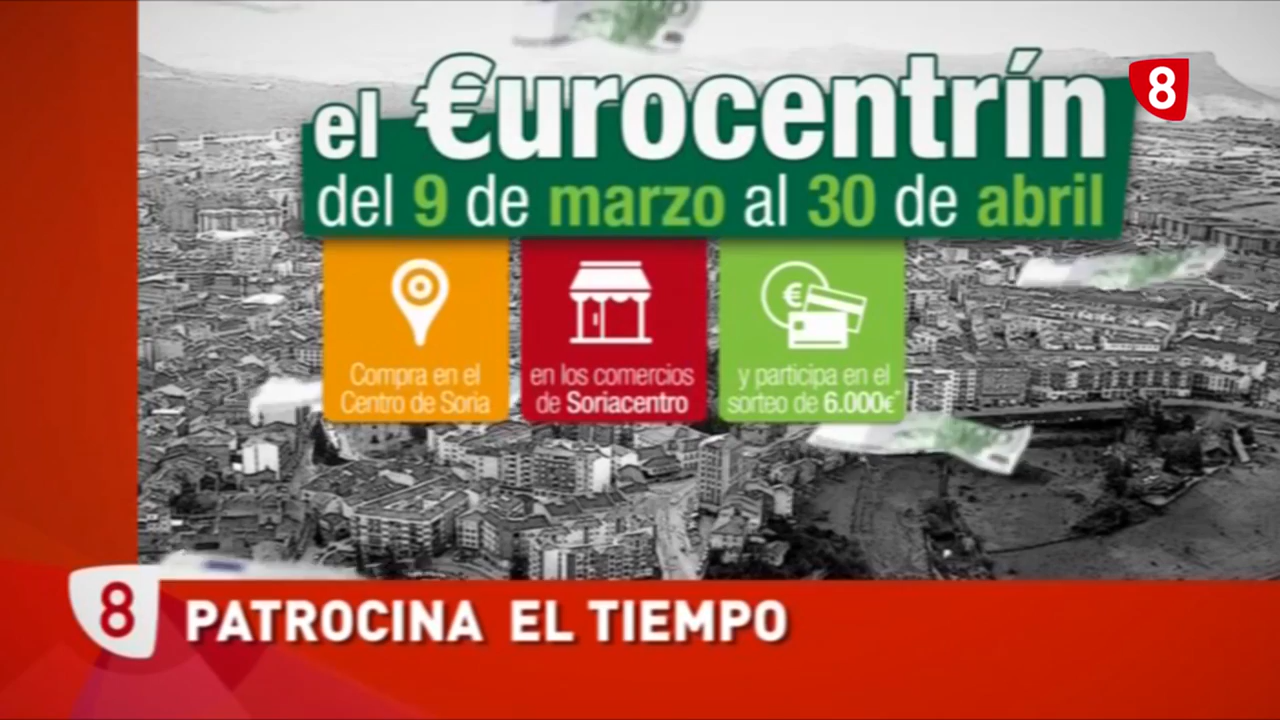 el €urocentrín
8
del 9 de marzo al 30 de abril
€
Compra en el
Centro de Soria
en los comercios
de Soriacentro
y participa en el
sorteo de 6.000€*
8
PATROCINA EL TIEMPO